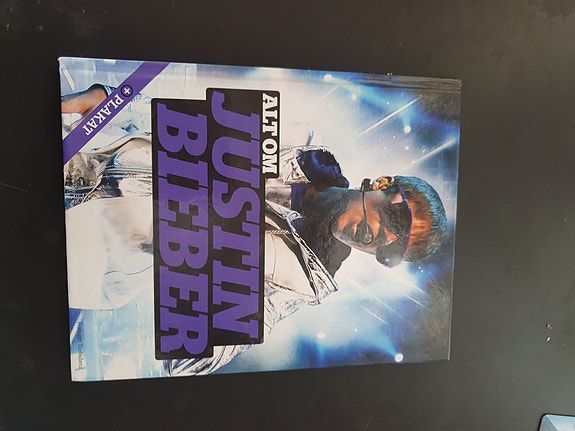 + PLAKAT
ALT OM
JUSTIN
BIEBER